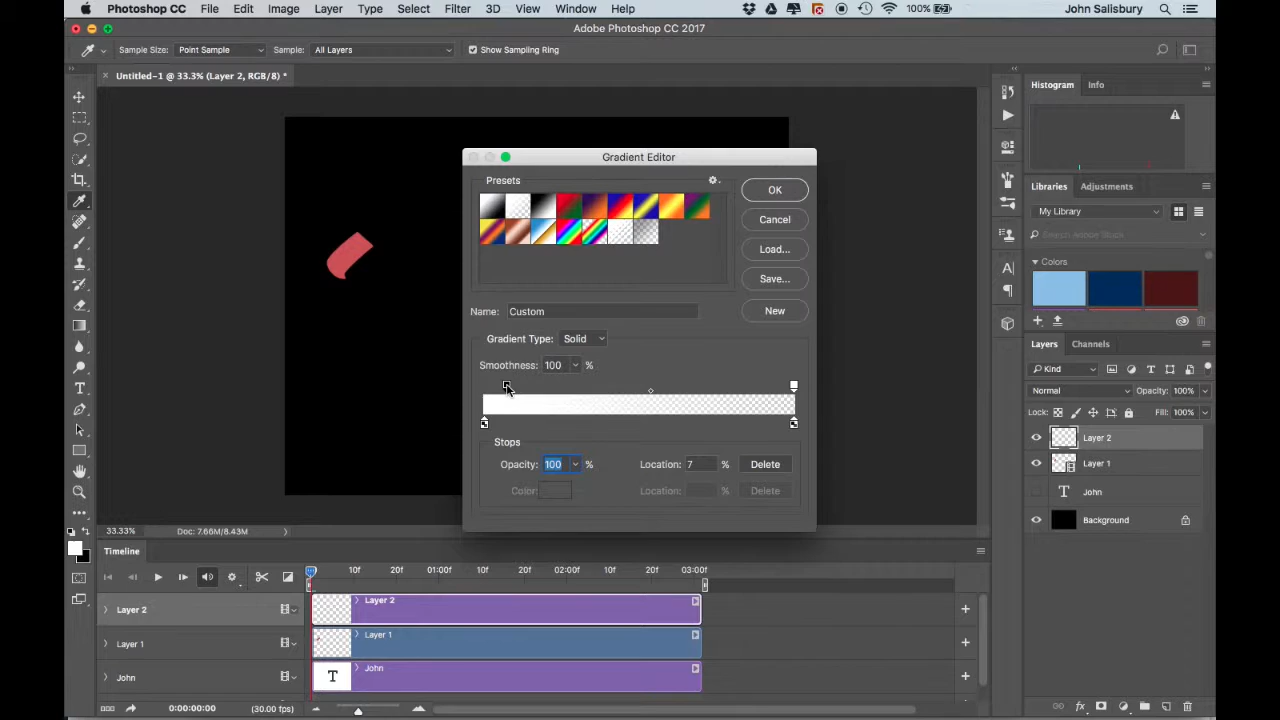 Photoshop CC File Edit Image Layer Type Select Filter 3D View Window Help 100% John Salisbury
Adobe Photoshop CC 2017
Sample Size: Point Sample Sample: All Layers Show Sampling Ring
Untitled-1 @ 33.3% (Layer 2, RGB/8) *
Histogram Info
Gradient Editor
Presets
OK
Cancel
Load...
Save...
New
Name: Custom
Gradient Type: Solid
Smoothness: 100 %
Stops
Opacity: 100 % Location: 7 % Delete
Color: Location: % Delete
Libraries Adjustments
My Library
Search Adobe Stock
Colors
Layers Channels
Kind
Normal Opacity: 100%
Lock: Fill: 100%
Layer 2
Layer 1
T John
Background
33.33% Doc: 7.66M/8.43M
Timeline
10f 20f 01:00f 10f 20f 02:00f 10f 20f 03:00f
Layer 2 Layer 2
Layer 1 Layer 1
John T John
0:00:00:00 (30.00 fps)